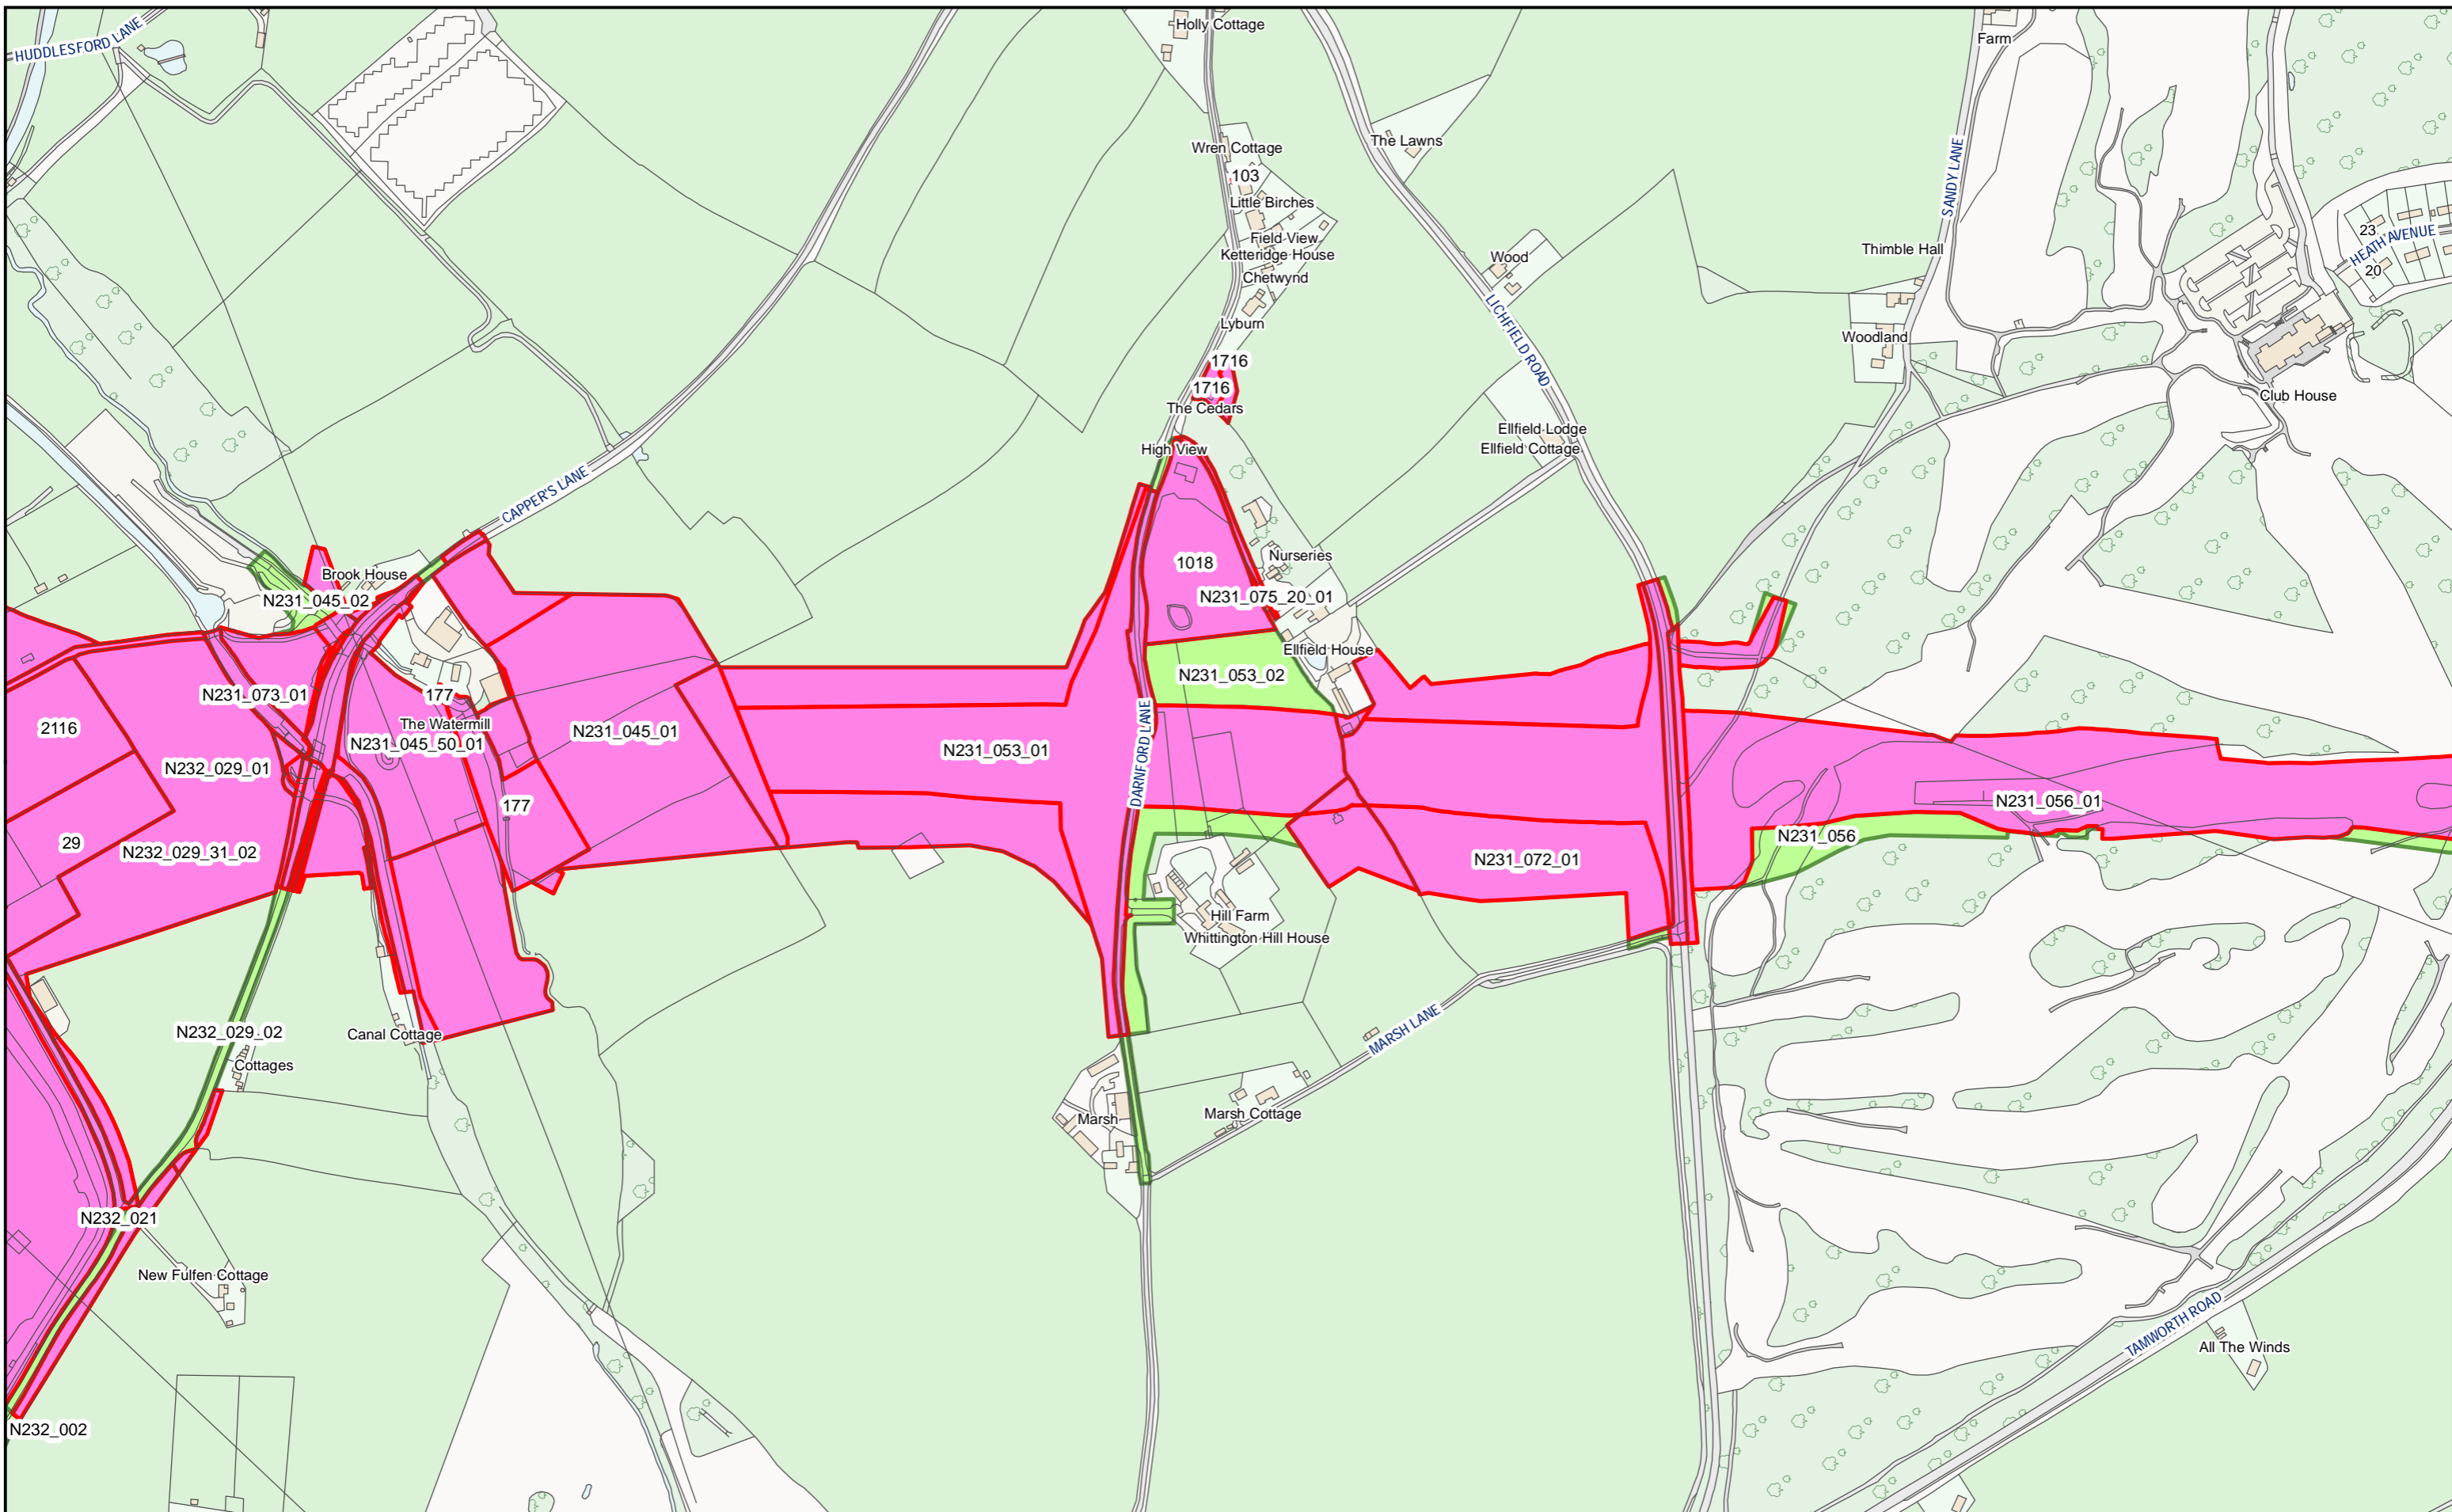 Holly Cottage
Farm
HUDDLESFORD LANE
The Lawns
Wren Cottage
103
Little Birches
SANDY LANE
23
HEATH AVENUE
20
Field View
Ketteridge House
Chetwynd
Wood
Thimble Hall
Lyburn
LICHFIELD ROAD
Woodland
1716
1716
The Cedars
Club House
Ellfield Lodge
Ellfield Cottage
High View
CAPPER'S LANE
Nurseries
1018
Brook House
N231_045_02
N231_075_20_01
Ellfield House
N231_053_02
N231_073_01
177
The Watermill
2116
N231_045_50_01
N231_045_01
N231_053_01
DARNFORD LANE
N232_029_01
177
N231_056_01
N231_056
29
N232_029_31_02
N231_072_01
Hill Farm
Whittington Hill House
N232_029_02
Canal Cottage
MARSH LANE
Cottages
Marsh
Marsh Cottage
N232_021
New Fulfen Cottage
TAMWORTH ROAD
All The Winds
N232_002